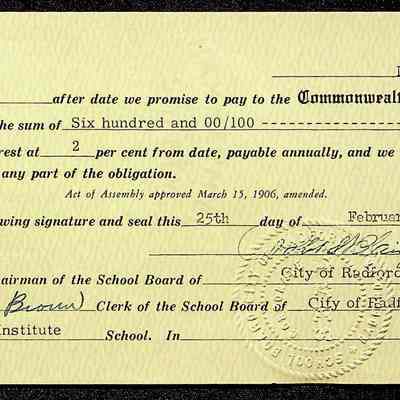 after date we promise to pay to the Commonwealt
he sum of Six hundred and 00/100 ----------------
rest at 2 per cent from date, payable annually, and we
any part of the obligation.
Act of Assembly approved March 15, 1906, amended.
wing signature and seal this 25th day of Februar
airman of the School Board of City of Radford
Brown Clerk of the School Board of City of Radf
Institute School. In